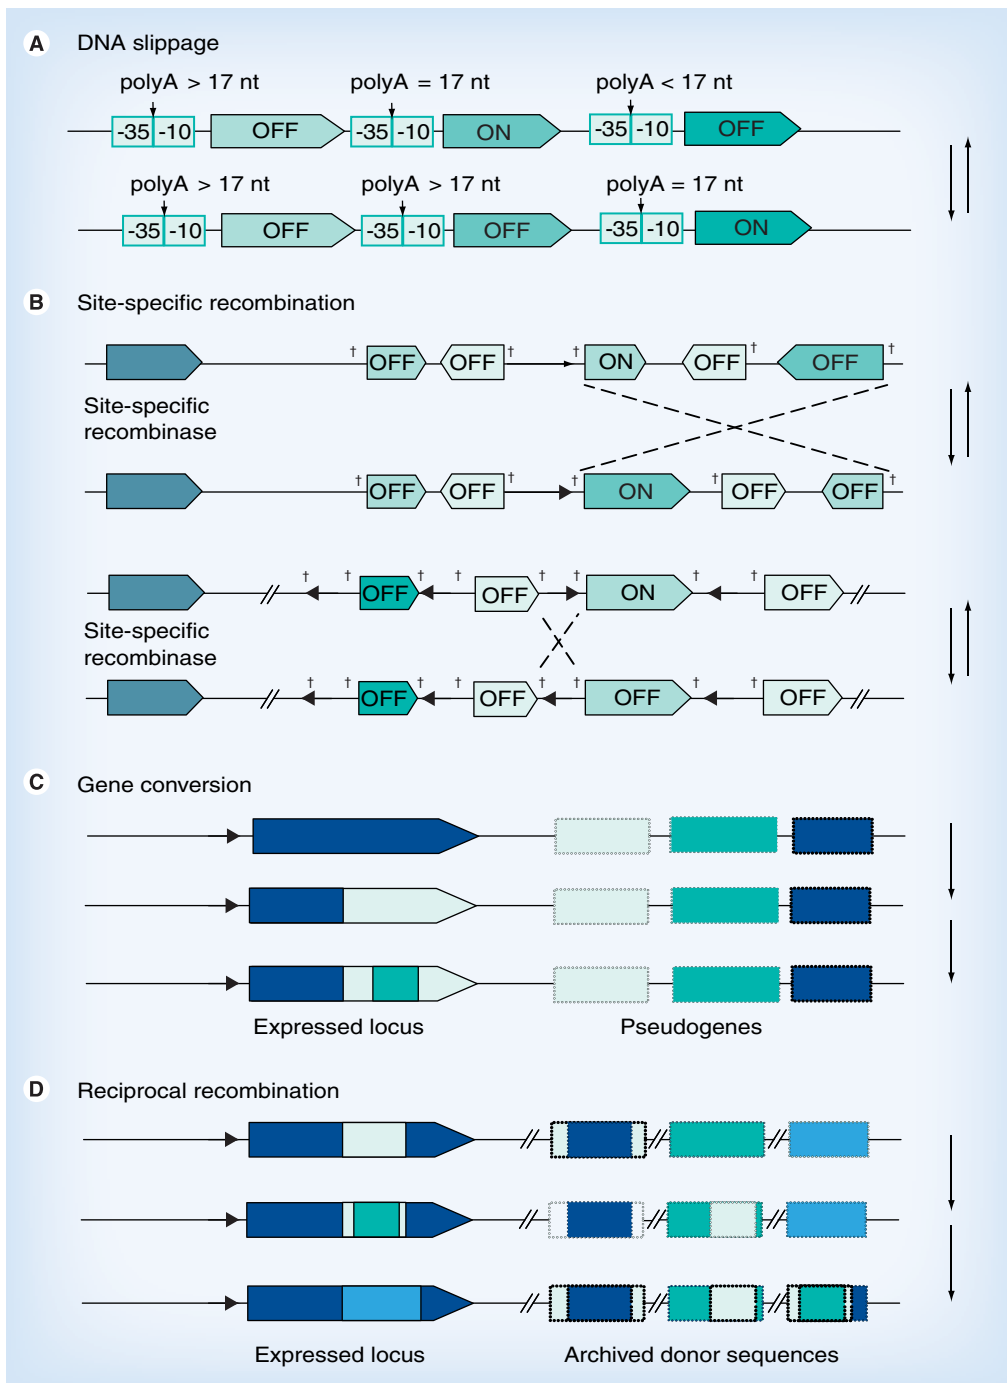 A DNA slippage
polyA > 17 nt polyA = 17 nt polyA < 17 nt
-35 -10 OFF -35 -10 ON -35 -10 OFF
polyA > 17 nt polyA > 17 nt polyA = 17 nt
-35 -10 OFF -35 -10 OFF -35 -10 ON
B Site-specific recombination
† † † † †
OFF OFF ON OFF OFF
Site-specific
recombinase
† † † † †
OFF OFF ON OFF OFF
† † † † † † † †
OFF OFF ON OFF
Site-specific
recombinase
† † † † † † † †
OFF OFF OFF OFF
C Gene conversion
Expressed locus Pseudogenes
D Reciprocal recombination
Expressed locus Archived donor sequences